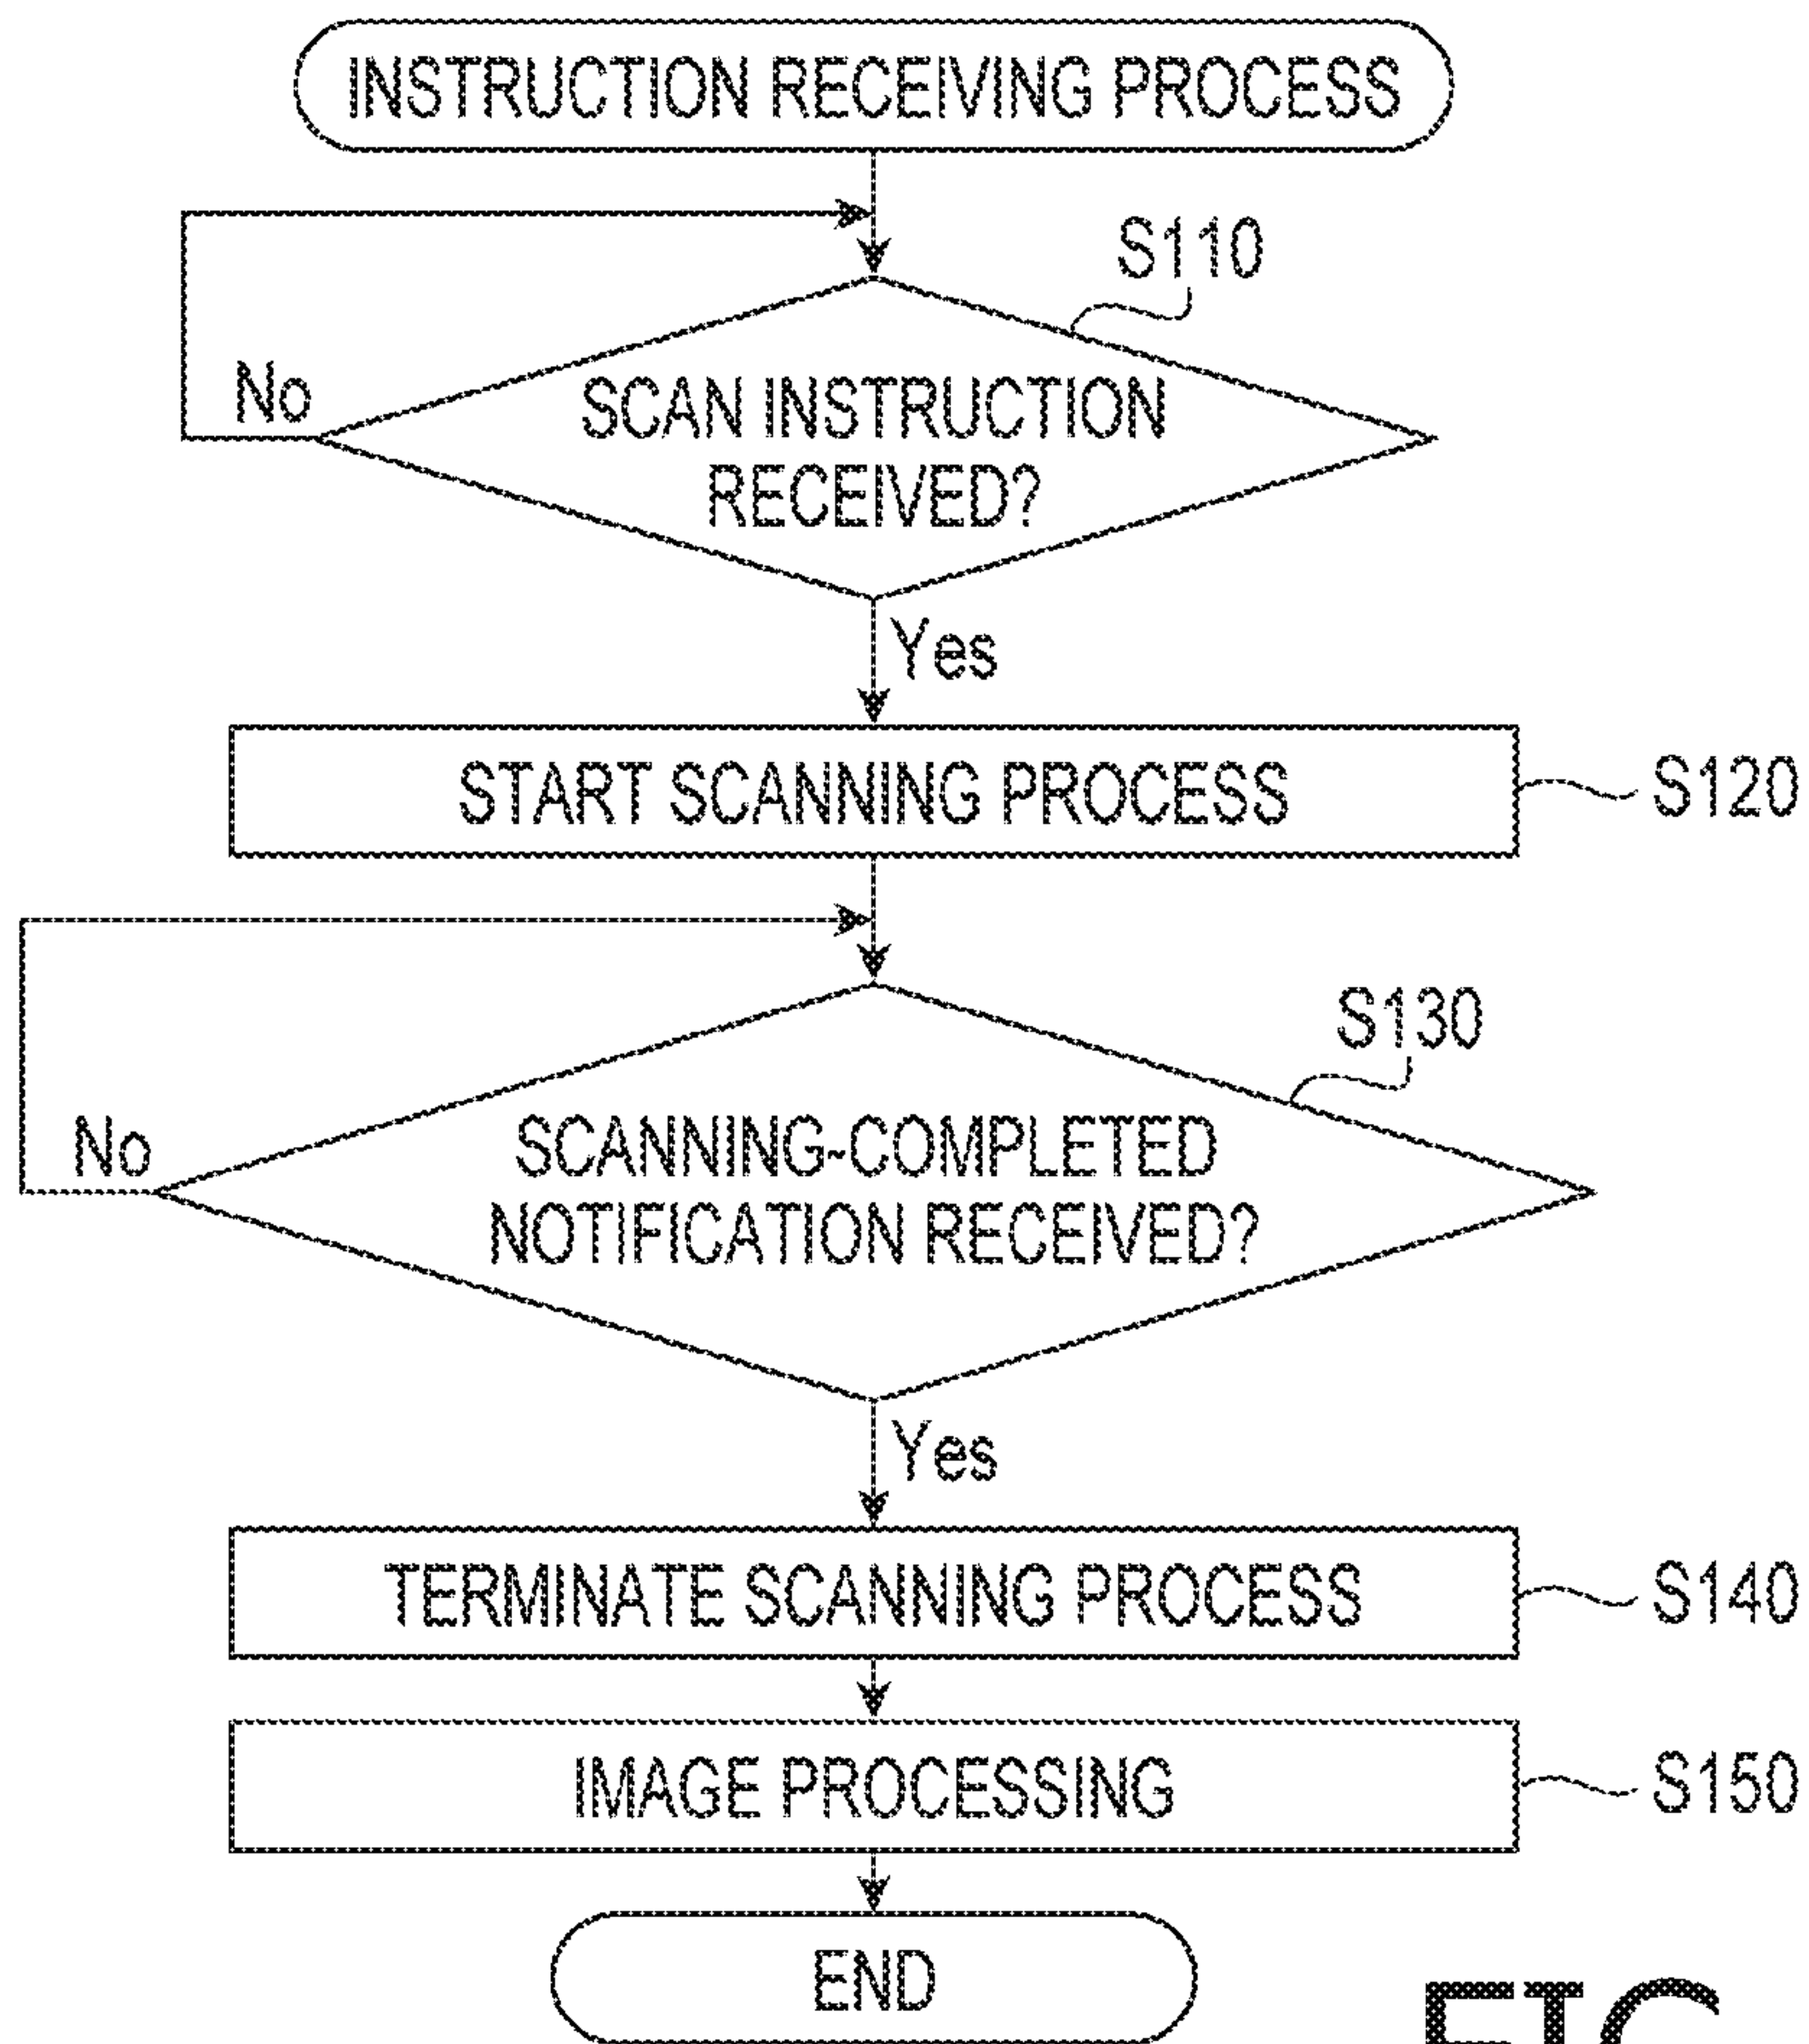 INSTRUCTION RECEIVING PROCESS
S110
No
SCAN INSTRUCTION
RECEIVED?
Yes
START SCANNING PROCESS
S120
S130
No
SCANNING-COMPLETED
NOTIFICATION RECEIVED?
Yes
TERMINATE SCANNING PROCESS
S140
IMAGE PROCESSING
S150
END